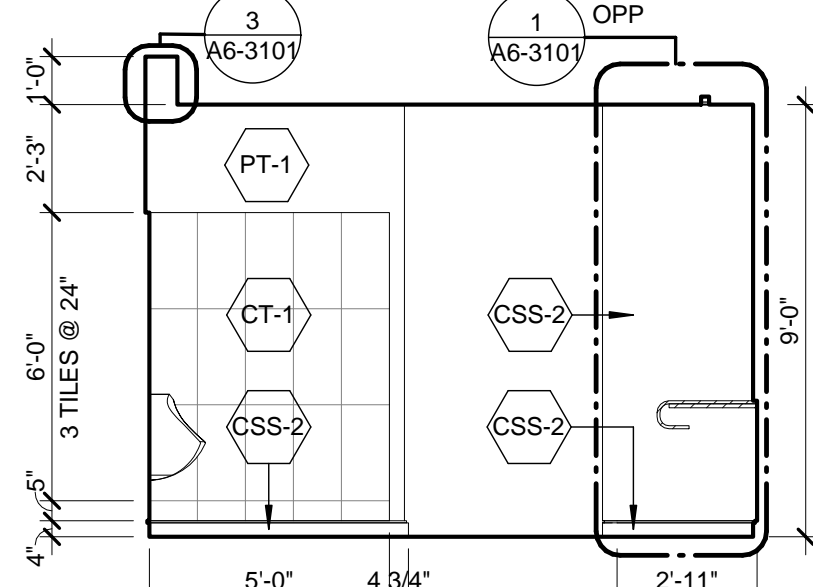 3
A6-3101
1
A6-3101
OPP
1'-0"
2'-3"
PT-1
6'-0"
3 TILES @ 24"
CT-1
CSS-2
9'-0"
CSS-2
CSS-2
5"
4"
5'-0"
4 3/4"
2'-11"